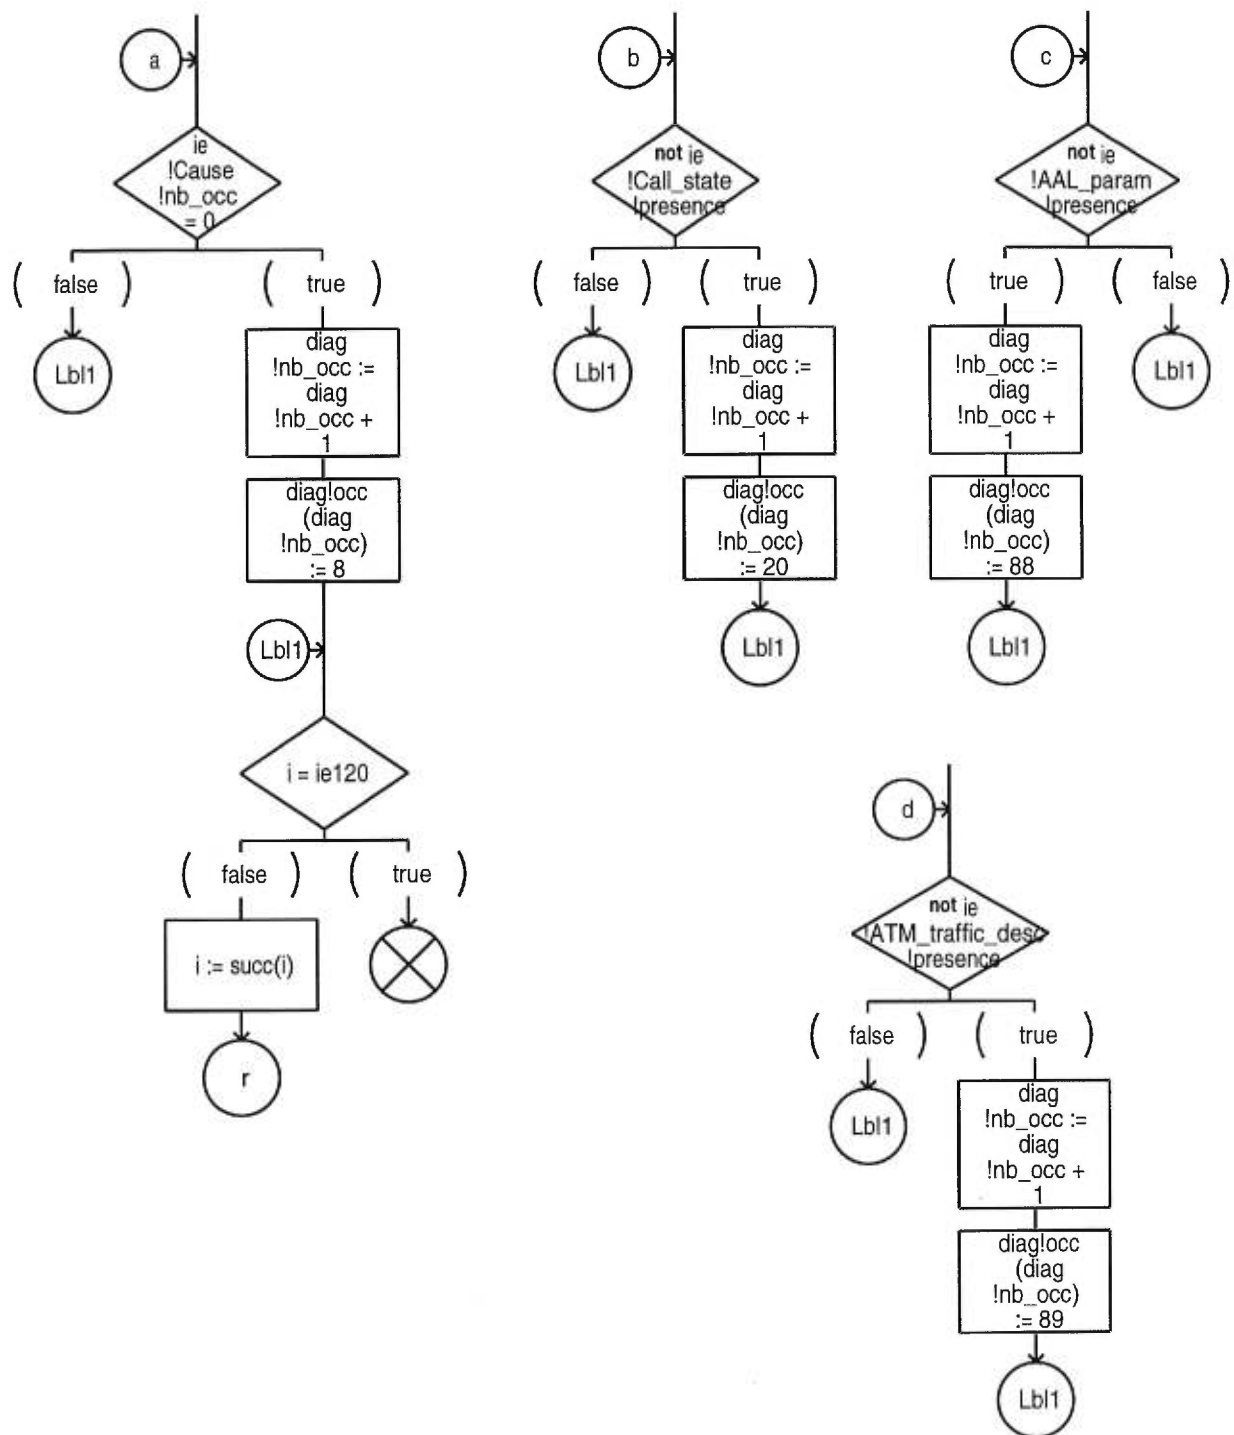 a
ie
!Cause
!nb_occ
= 0
( false )
( true )
Lbl1
diag
!nb_occ :=
diag
!nb_occ +
1
diag!occ
(diag
!nb_occ)
:= 8
Lbl1
i = ie120
( false )
( true )
i := succ(i)
r
b
not ie
!Call_state
!presence
( false )
( true )
Lbl1
diag
!nb_occ :=
diag
!nb_occ +
1
diag!occ
(diag
!nb_occ)
:= 20
Lbl1
c
not ie
!AAL_param
!presence
( true )
( false )
diag
!nb_occ :=
diag
!nb_occ +
1
Lbl1
diag!occ
(diag
!nb_occ)
:= 88
Lbl1
d
not ie
!ATM_traffic_desc
!presence
( false )
( true )
Lbl1
diag
!nb_occ :=
diag
!nb_occ +
1
diag!occ
(diag
!nb_occ)
:= 89
Lbl1